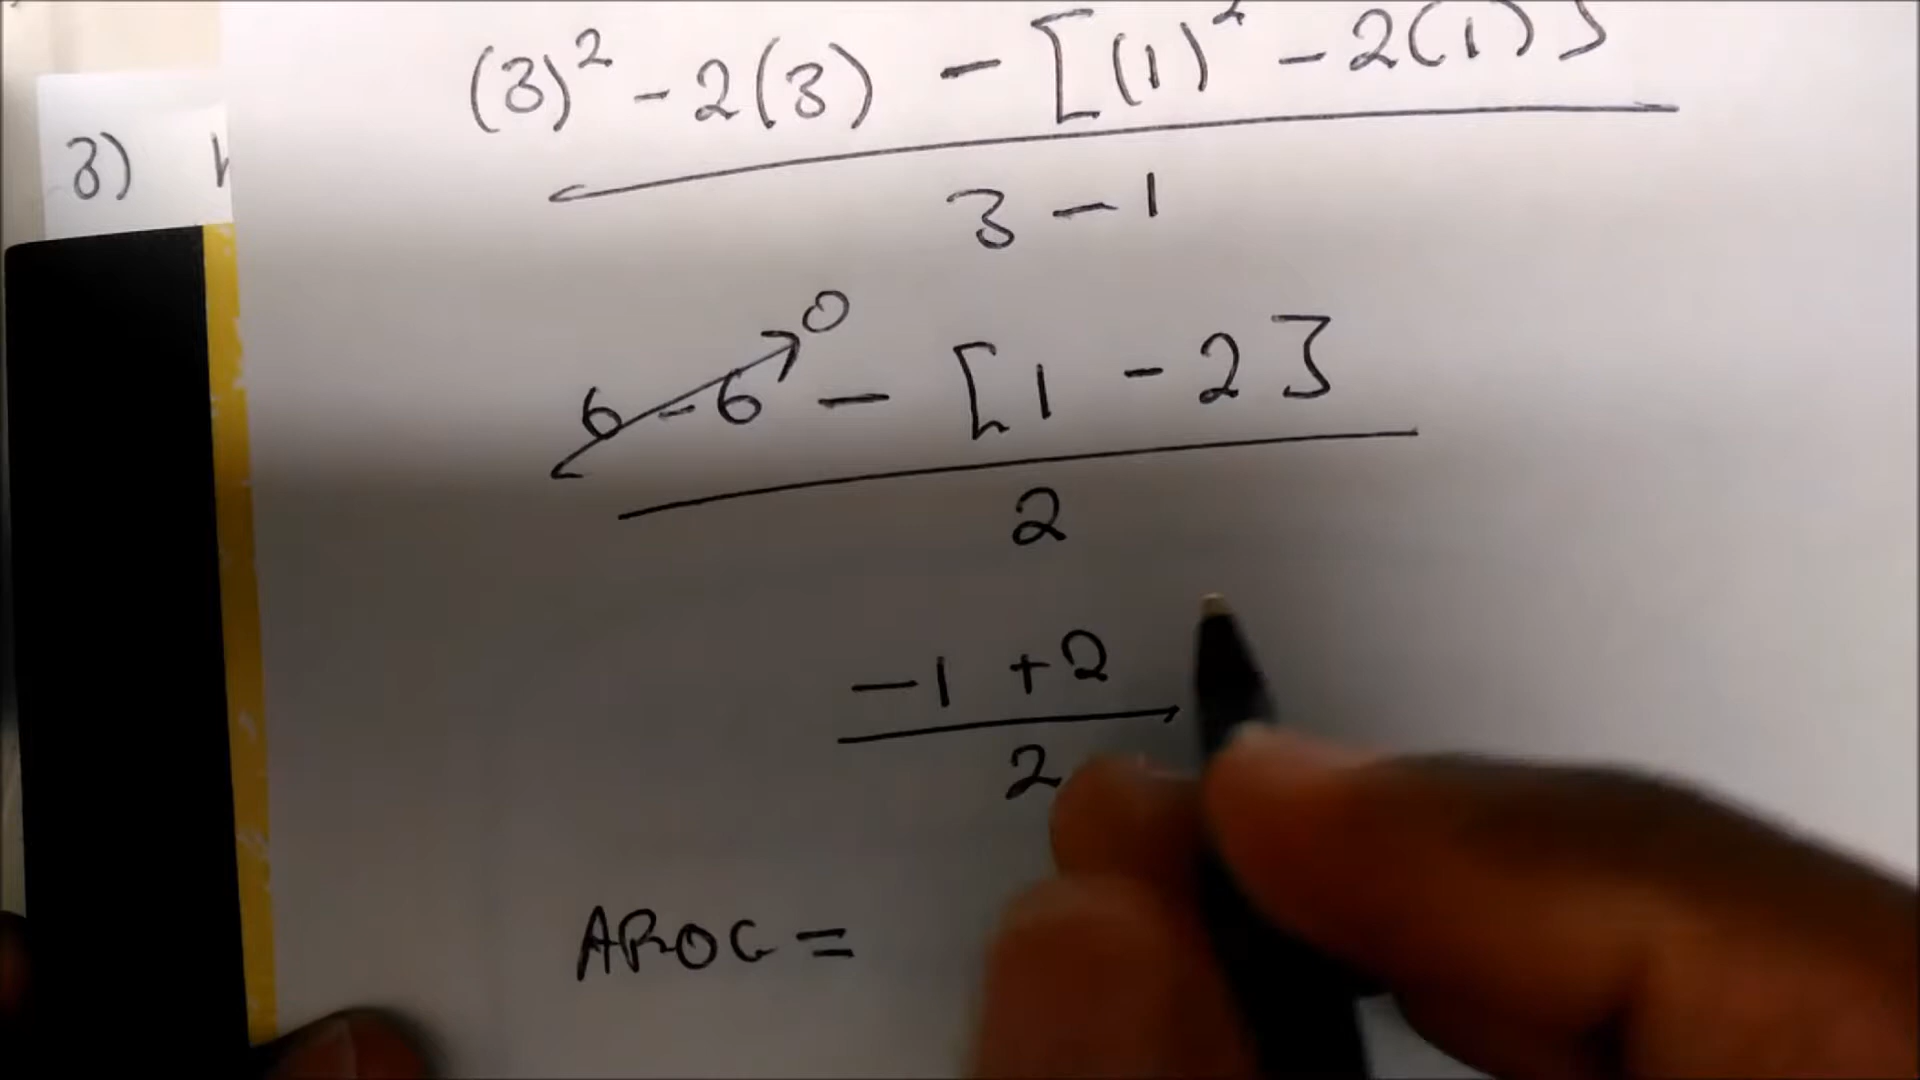 (3)² - 2(3) - [(1)² - 2(1)]
3 - 1
3)
0
6 - 6 - [1 - 2]
2
-1 +2
2
AROC =